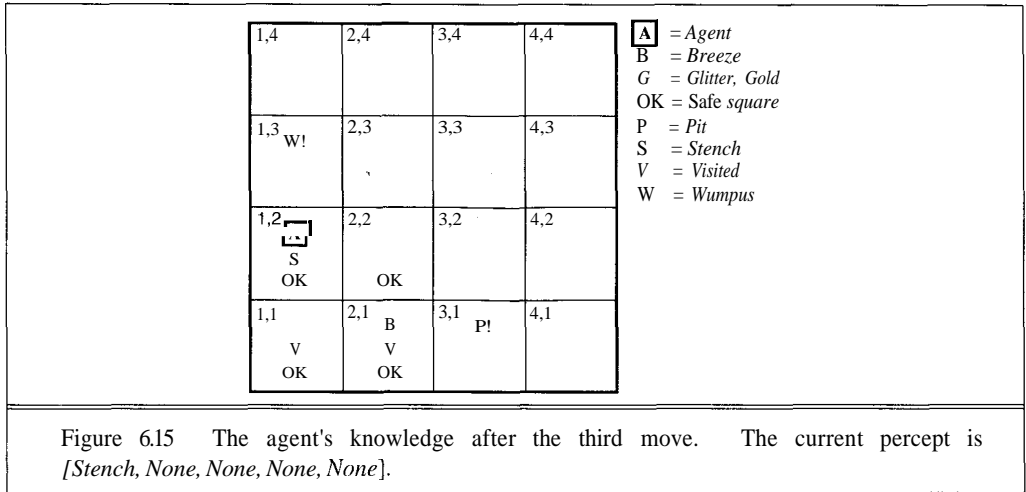 1,4 2,4 3,4 4,4
1,3 W! 2,3 3,3 4,3
1,2 2,2 3,2 4,2
A
S
OK OK
1,1 2,1 B 3,1 P! 4,1
V V
OK OK
A = Agent
B = Breeze
G = Glitter, Gold
OK = Safe square
P = Pit
S = Stench
V = Visited
W = Wumpus
Figure 6.15 The agent's knowledge after the third move. The current percept is
[Stench, None, None, None, None].